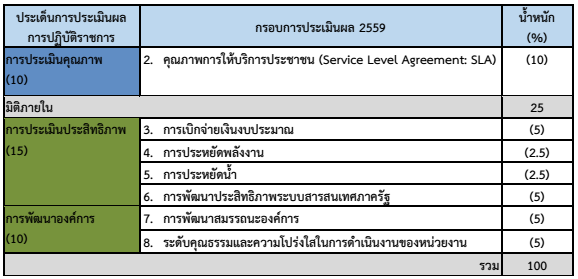 ประเด็นการประเมินผล
การปฏิบัติราชการ
กรอบการประเมินผล 2559
น้ำหนัก
(%)
การประเมินคุณภาพ
(10)
2. คุณภาพการให้บริการประชาชน (Service Level Agreement: SLA)
(10)
มิติภายใน
25
การประเมินประสิทธิภาพ
(15)
3. การเบิกจ่ายเงินงบประมาณ
(5)
4. การประหยัดพลังงาน
(2.5)
5. การประหยัดน้ำ
(2.5)
6. การพัฒนาประสิทธิภาพระบบสารสนเทศภาครัฐ
(5)
การพัฒนาองค์การ
(10)
7. การพัฒนาสมรรถนะองค์การ
(5)
8. ระดับคุณธรรมและความโปร่งใสในการดำเนินงานของหน่วยงาน
(5)
รวม
100